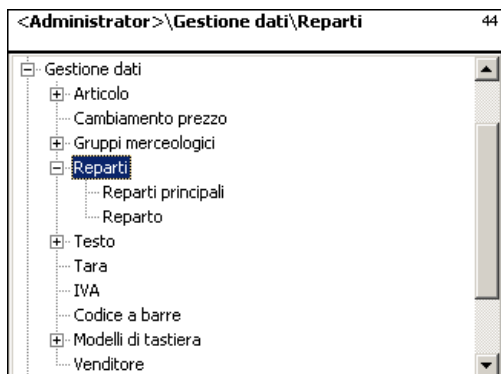 <Administrator>\Gestione dati\Reparti 44
Gestione dati
Articolo
Cambiamento prezzo
Gruppi merceologici
Reparti
Reparti principali
Reparto
Testo
Tara
IVA
Codice a barre
Modelli di tastiera
Venditore